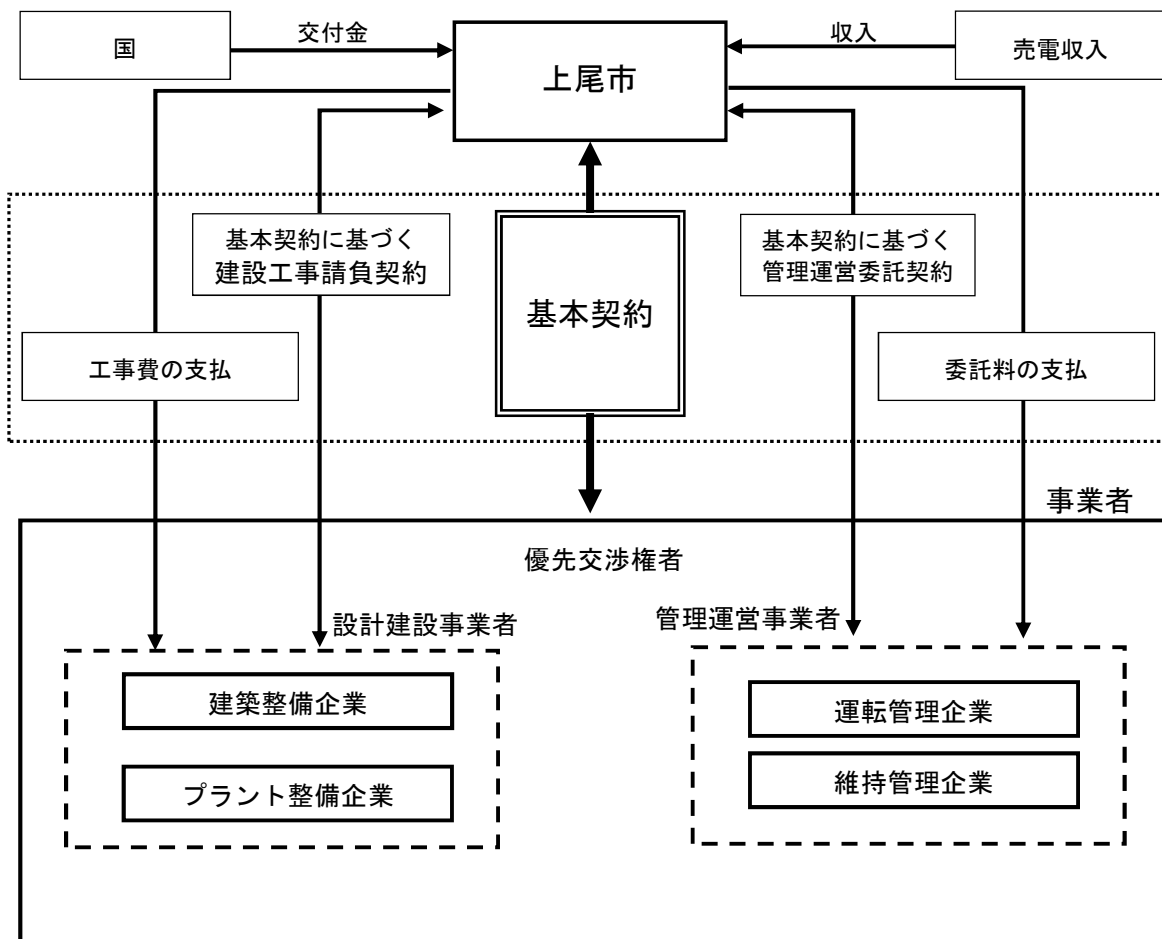 国
交付金
上尾市
収入
売電収入
基本契約に基づく
建設工事請負契約
基本契約
基本契約に基づく
管理運営委託契約
工事費の支払
委託料の支払
事業者
優先交渉権者
設計建設事業者
管理運営事業者
建築整備企業
プラント整備企業
運転管理企業
維持管理企業